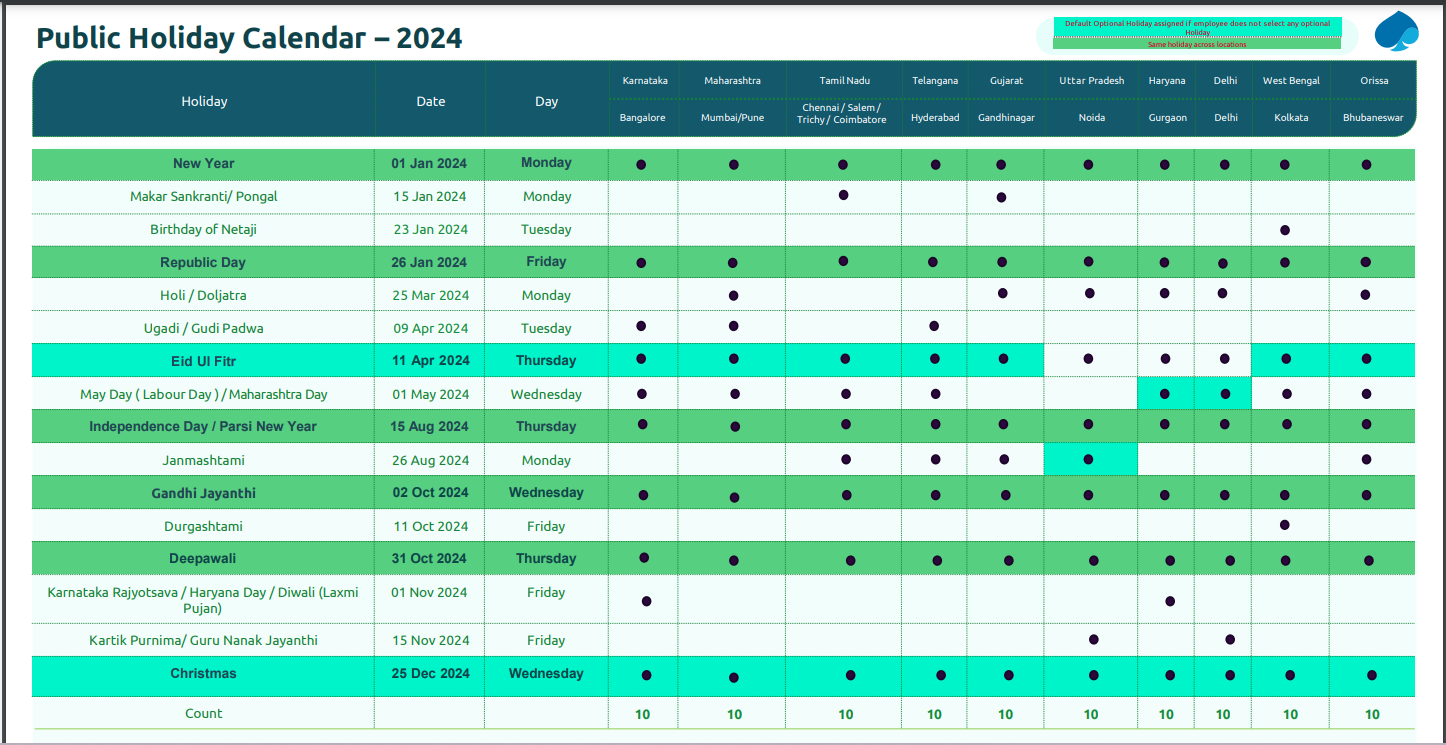 Public Holiday Calendar – 2024
Default Optional Holiday assigned if employee does not select any optional
Holiday
Same holiday across locations
Holiday Date Day Karnataka Maharashtra Tamil Nadu Telangana Gujarat Uttar Pradesh Haryana Delhi West Bengal Orissa
Bangalore Mumbai/Pune Chennai / Salem / Trichy / Coimbatore Hyderabad Gandhinagar Noida Gurgaon Delhi Kolkata Bhubaneswar
New Year 01 Jan 2024 Monday
Makar Sankranti/ Pongal 15 Jan 2024 Monday
Birthday of Netaji 23 Jan 2024 Tuesday
Republic Day 26 Jan 2024 Friday
Holi / Doljatra 25 Mar 2024 Monday
Ugadi / Gudi Padwa 09 Apr 2024 Tuesday
Eid Ul Fitr 11 Apr 2024 Thursday
May Day ( Labour Day ) / Maharashtra Day 01 May 2024 Wednesday
Independence Day / Parsi New Year 15 Aug 2024 Thursday
Janmashtami 26 Aug 2024 Monday
Gandhi Jayanthi 02 Oct 2024 Wednesday
Durgashtami 11 Oct 2024 Friday
Deepawali 31 Oct 2024 Thursday
Karnataka Rajyotsava / Haryana Day / Diwali (Laxmi
Pujan) 01 Nov 2024 Friday
Kartik Purnima/ Guru Nanak Jayanthi 15 Nov 2024 Friday
Christmas 25 Dec 2024 Wednesday
Count 10 10 10 10 10 10 10 10 10 10